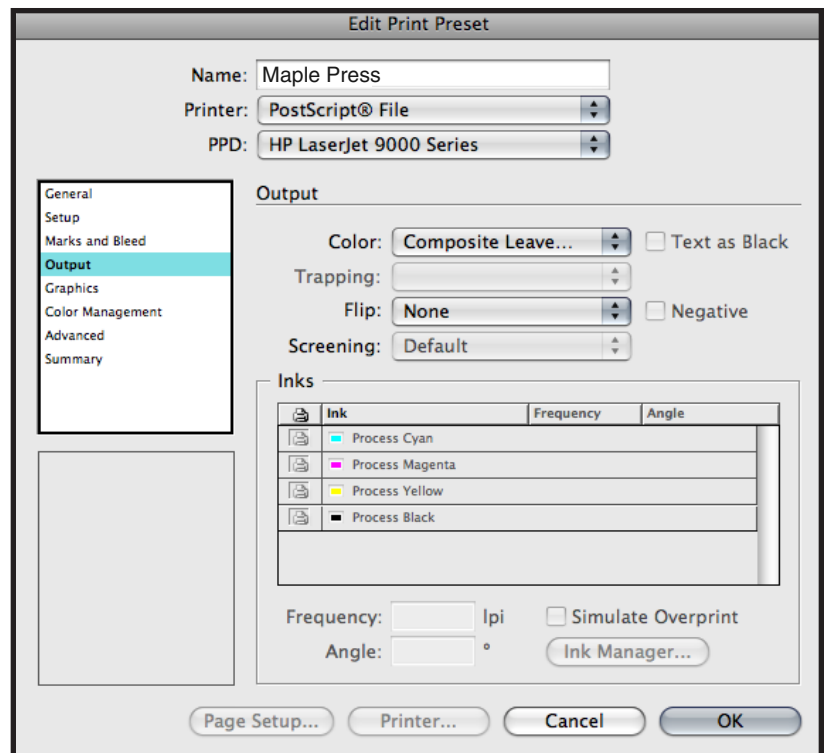 Edit Print Preset
Name: Maple Press
Printer: PostScript® File
PPD: HP LaserJet 9000 Series
General
Setup
Marks and Bleed
Output
Graphics
Color Management
Advanced
Summary
Output
Color: Composite Leave... Text as Black
Trapping:
Flip: None Negative
Screening: Default
Inks
Ink Frequency Angle
Process Cyan
Process Magenta
Process Yellow
Process Black
Frequency: lpi Simulate Overprint
Angle: ° Ink Manager...
Page Setup... Printer... Cancel OK